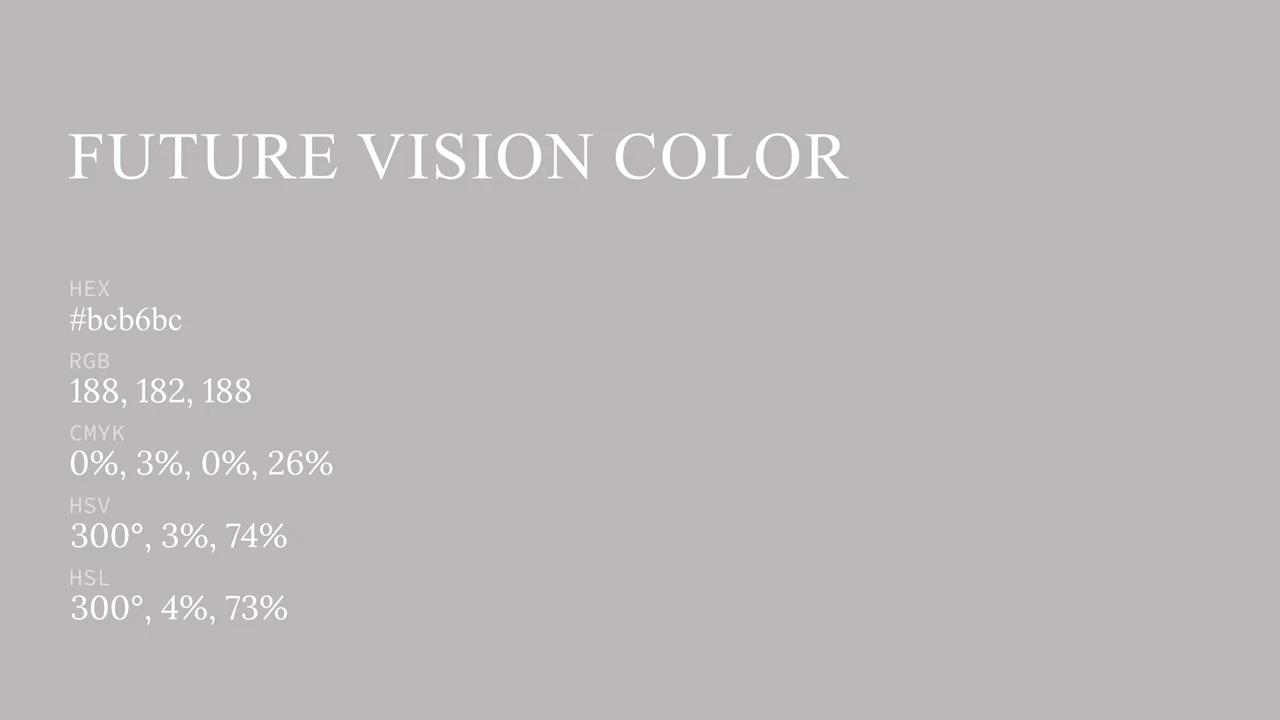 FUTURE VISION COLOR
HEX
#bcb6bc
RGB
188, 182, 188
CMYK
0%, 3%, 0%, 26%
HSV
300°, 3%, 74%
HSL
300°, 4%, 73%